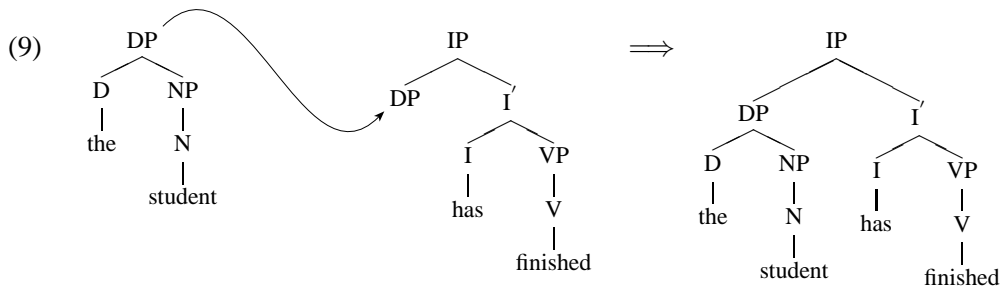 (9) DP IP ⟹ IP
D NP DP I′ DP I′
the N I VP D NP I VP
student has V the N has V
finished student finished